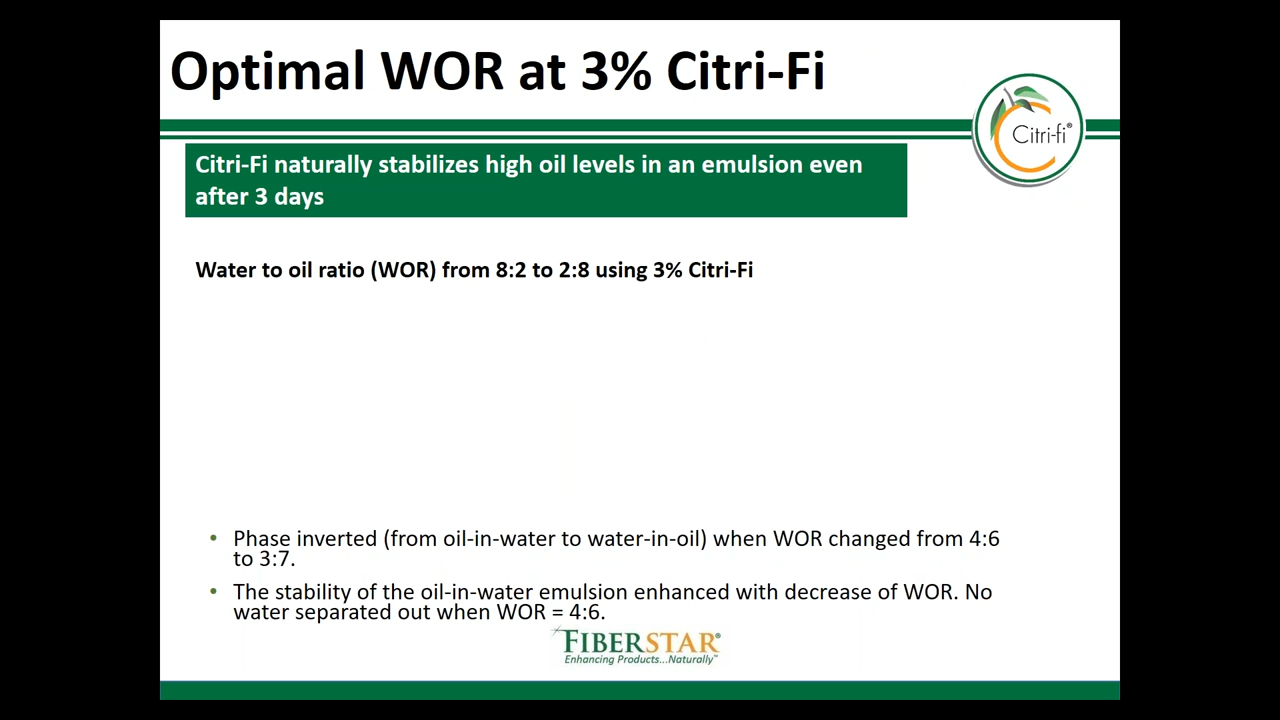 Optimal WOR at 3% Citri-Fi
Citri-fi®
Citri-Fi naturally stabilizes high oil levels in an emulsion even
after 3 days
Water to oil ratio (WOR) from 8:2 to 2:8 using 3% Citri-Fi
• Phase inverted (from oil-in-water to water-in-oil) when WOR changed from 4:6
to 3:7.
• The stability of the oil-in-water emulsion enhanced with decrease of WOR. No
water separated out when WOR = 4:6.
FIBERSTAR®
Enhancing Products...Naturally™